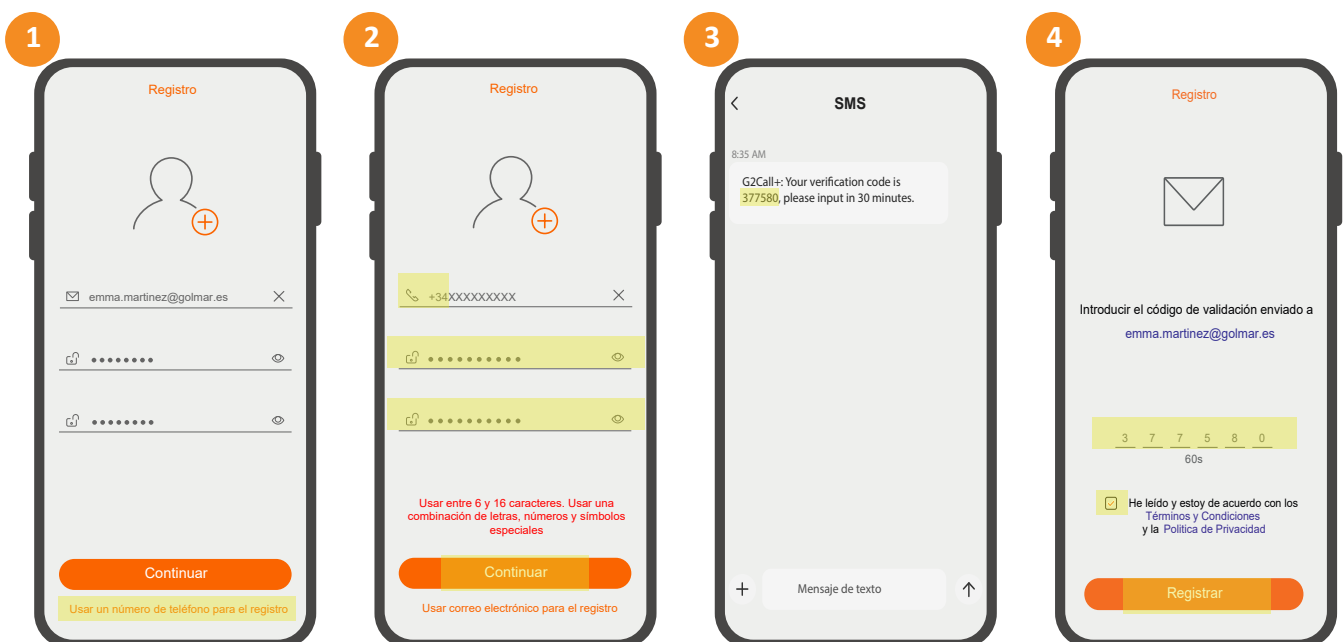 1
Registro
emma.martinez@golmar.es
Continuar
Usar un número de teléfono para el registro
2
Registro
+34XXXXXXXXX
Usar entre 6 y 16 caracteres. Usar una
combinación de letras, números y símbolos
especiales
Continuar
Usar correo electrónico para el registro
3
SMS
8:35 AM
G2Call+: Your verification code is
377580, please input in 30 minutes.
Mensaje de texto
4
Registro
Introducir el código de validación enviado a
emma.martinez@golmar.es
3 7 7 5 8 0
60s
He leído y estoy de acuerdo con los
Términos y Condiciones
y la Politica de Privacidad
Registrar